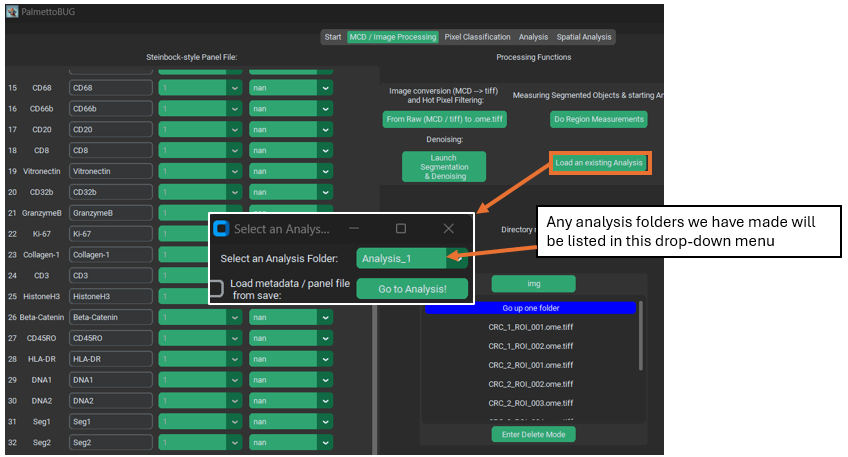 PalmettoBUG
Start MCD / Image Processing Pixel Classification Analysis Spatial Analysis
Steinbock-style Panel File:
15 CD68 CD68 1 nan
16 CD66b CD66b 1 nan
17 CD20 CD20 1 nan
18 CD8 CD8 1 nan
19 Vitronectin Vitronectin 1 nan
20 CD32b CD32b 1 nan
21 GranzymeB GranzymeB
22 Ki-67 Ki-67
23 Collagen-1 Collagen-1
24 CD3 CD3
25 HistoneH3 HistoneH3
26 Beta-Catenin Beta-Catenin 1 nan
27 CD45RO CD45RO 1 nan
28 HLA-DR HLA-DR 1 nan
29 DNA1 DNA1 1 nan
30 DNA2 DNA2 1 nan
31 Seg1 Seg1 1 nan
32 Seg2 Seg2 1 nan
Processing Functions
Image conversion (MCD --> tiff)
and Hot Pixel Filtering:
From Raw (MCD / tiff) to .ome.tiff
Denoising:
Launch
Segmentation
& Denoising
Measuring Segmented Objects & starting An
Do Region Measurements
Load an existing Analysis
Select an Analys...
Select an Analysis Folder: Analysis_1
Load metadata / panel file
from save:
Go to Analysis!
Any analysis folders we have made will
be listed in this drop-down menu
Directory
img
Go up one folder
CRC_1_ROI_001.ome.tiff
CRC_1_ROI_002.ome.tiff
CRC_2_ROI_001.ome.tiff
CRC_2_ROI_002.ome.tiff
CRC_2_ROI_003.ome.tiff
Enter Delete Mode